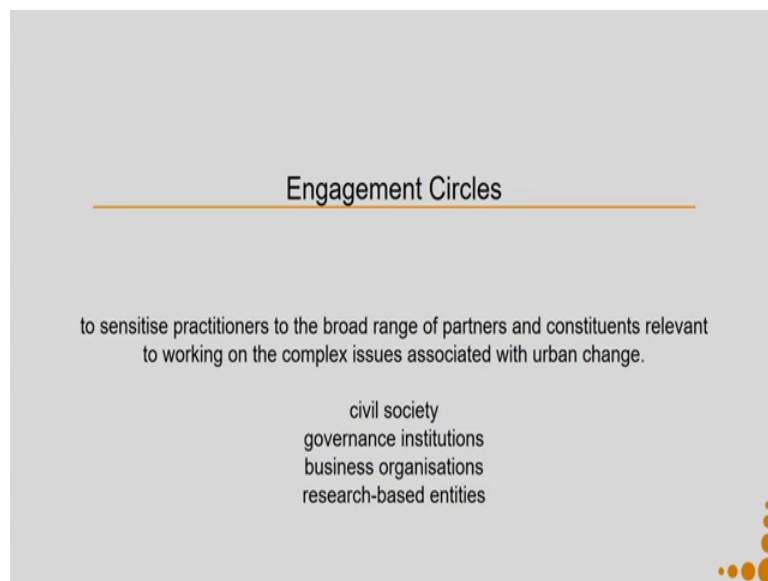 Engagement Circles
to sensitise practitioners to the broad range of partners and constituents relevant
to working on the complex issues associated with urban change.
civil society
governance institutions
business organisations
research-based entities